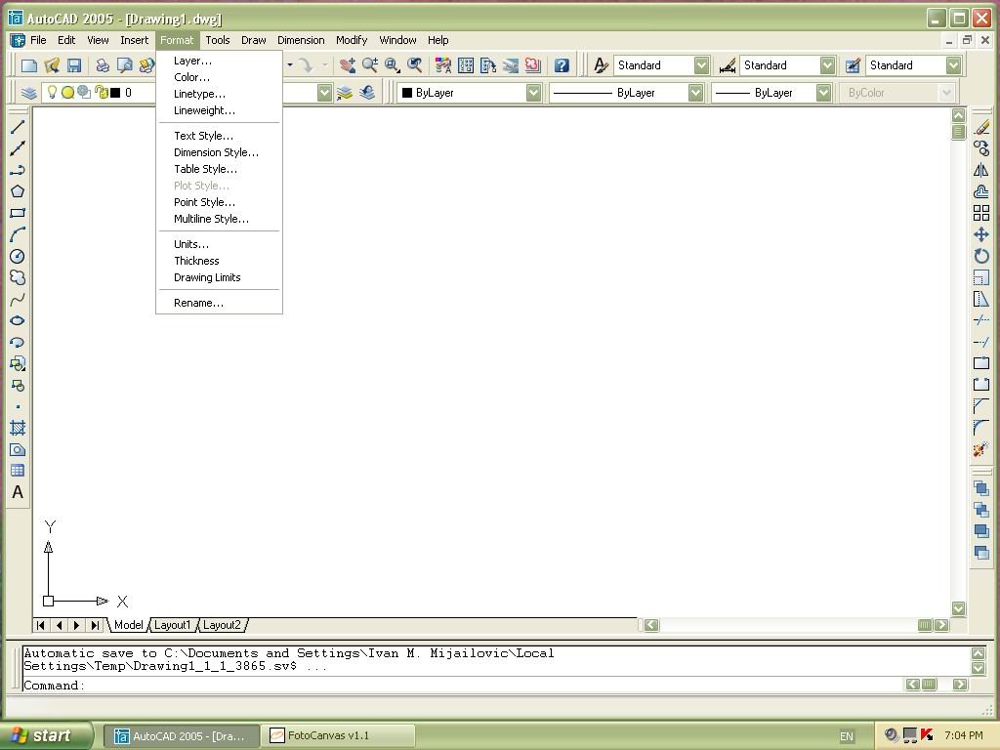 AutoCAD 2005 - [Drawing1.dwg]
File Edit View Insert Format Tools Draw Dimension Modify Window Help
Standard Standard Standard
0 ByLayer ByLayer ByLayer ByColor
Layer...
Color...
Linetype...
Lineweight...
Text Style...
Dimension Style...
Table Style...
Plot Style...
Point Style...
Multiline Style...
Units...
Thickness
Drawing Limits
Rename...
A
Y
X
Model Layout1 Layout2
Automatic save to C:\Documents and Settings\Ivan M. Mijailovic\Local
Settings\Temp\Drawing1_1_1_3865.sv$ ...
Command:
start AutoCAD 2005 - [Dra... FotoCanvas v1.1 EN 7:04 PM